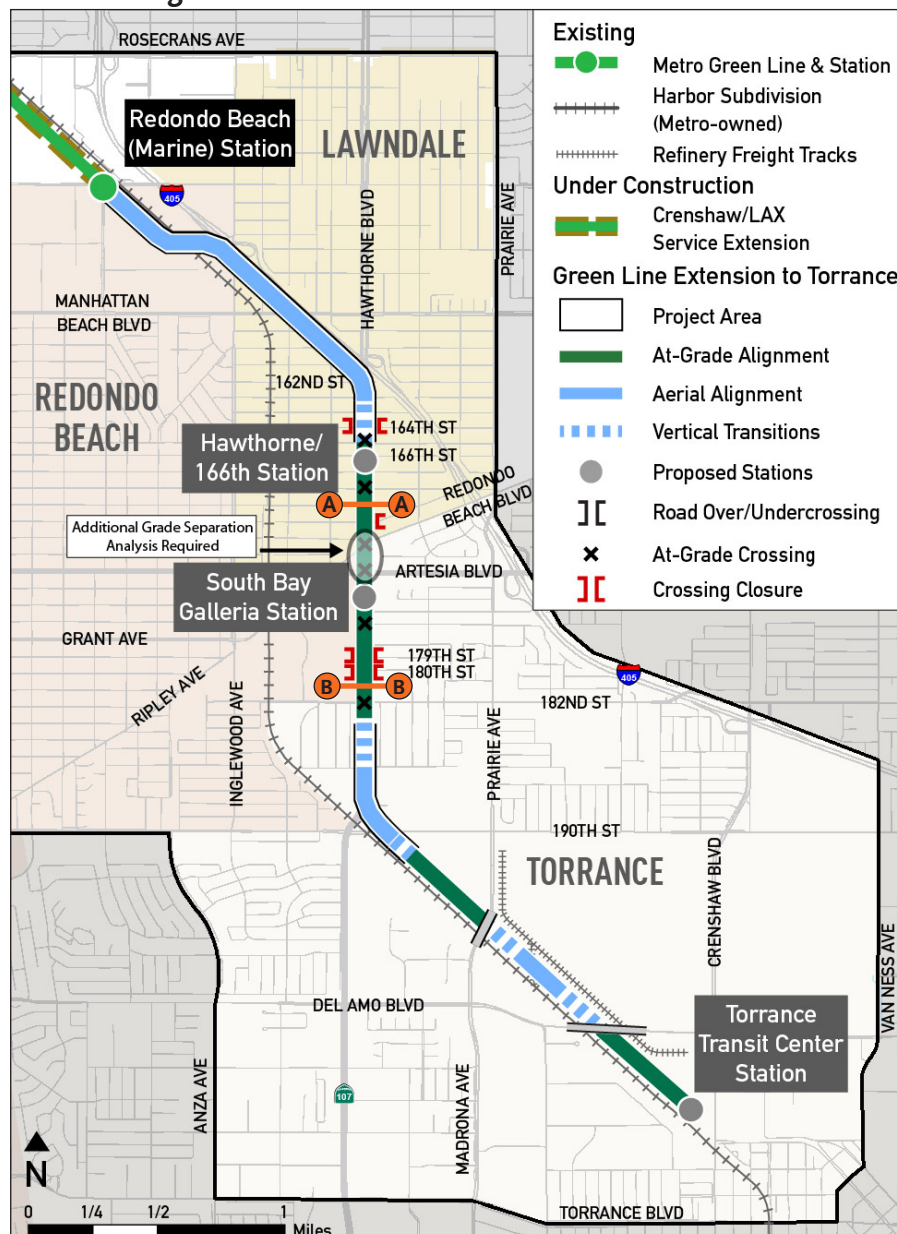 ROSECRANS AVE
Redondo Beach
(Marine) Station
LAWNDALE
405
HAWTHORNE BLVD
PRAIRIE AVE
MANHATTAN
BEACH BLVD
162ND ST
REDONDO
BEACH
164TH ST
Hawthorne/
166th Station
166TH ST
A
A
REDONDO
BEACH BLVD
Additional Grade Separation
Analysis Required
ARTESIA BLVD
South Bay
Galleria Station
GRANT AVE
RIPLEY AVE
INGLEWOOD AVE
179TH ST
180TH ST
B
B
405
182ND ST
PRAIRIE AVE
190TH ST
TORRANCE
CRENSHAW BLVD
VAN NESS AVE
DEL AMO BLVD
Torrance
Transit Center
Station
ANZA AVE
107
MADRONA AVE
TORRANCE BLVD
N
0 1/4 1/2 1
Miles
Existing
Metro Green Line & Station
Harbor Subdivision
(Metro-owned)
Refinery Freight Tracks
Under Construction
Crenshaw/LAX
Service Extension
Green Line Extension to Torrance
Project Area
At-Grade Alignment
Aerial Alignment
Vertical Transitions
Proposed Stations
Road Over/Undercrossing
At-Grade Crossing
Crossing Closure